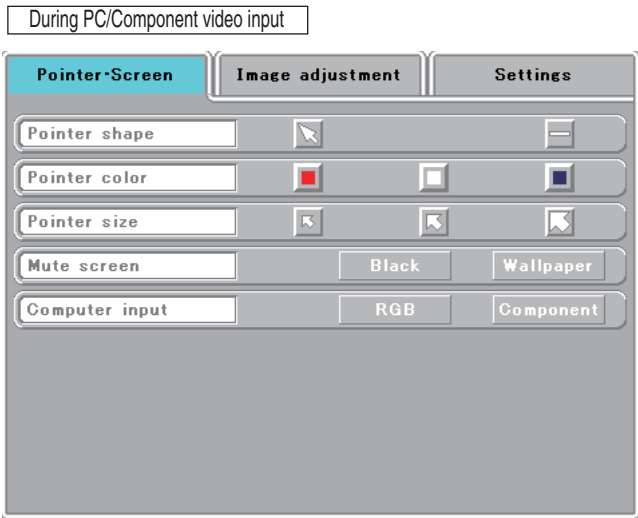 During PC/Component video input
Pointer·Screen Image adjustment Settings
Pointer shape
Pointer color
Pointer size
Mute screen Black Wallpaper
Computer input RGB Component